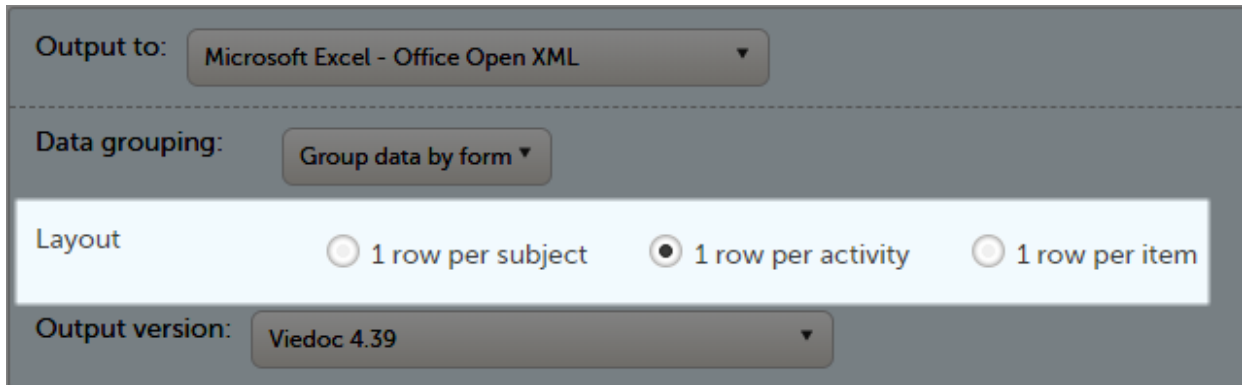 Output to: Microsoft Excel - Office Open XML
Data grouping: Group data by form
Layout 1 row per subject 1 row per activity 1 row per item
Output version: Viedoc 4.39